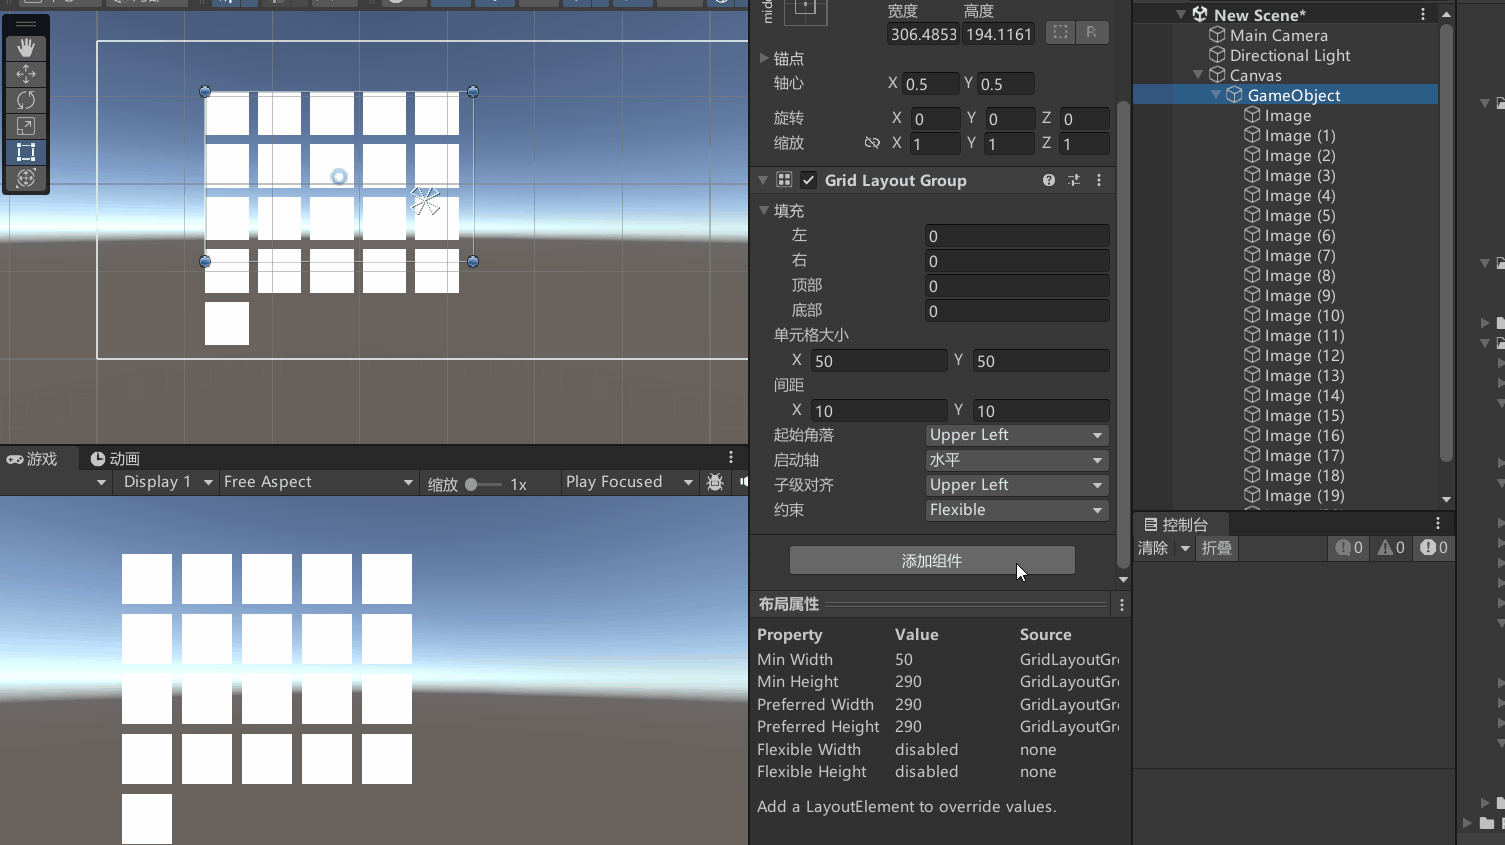 宽度 高度
306.4853 194.1161 R
锚点
轴心 X 0.5 Y 0.5
旋转 X 0 Y 0 Z 0
缩放 X 1 Y 1 Z 1
Grid Layout Group
填充
左 0
右 0
顶部 0
底部 0
单元格大小
X 50 Y 50
间距
X 10 Y 10
起始角落 Upper Left
启动轴 水平
子级对齐 Upper Left
约束 Flexible
添加组件
布局属性
Property Value Source
Min Width 50 GridLayoutGr
Min Height 290 GridLayoutGr
Preferred Width 290 GridLayoutGr
Preferred Height 290 GridLayoutGr
Flexible Width disabled none
Flexible Height disabled none
Add a LayoutElement to override values.
游戏 动画
Display 1 Free Aspect 缩放 1x Play Focused
New Scene*
Main Camera
Directional Light
Canvas
GameObject
Image
Image (1)
Image (2)
Image (3)
Image (4)
Image (5)
Image (6)
Image (7)
Image (8)
Image (9)
Image (10)
Image (11)
Image (12)
Image (13)
Image (14)
Image (15)
Image (16)
Image (17)
Image (18)
Image (19)
控制台
清除 折叠 0 0 0